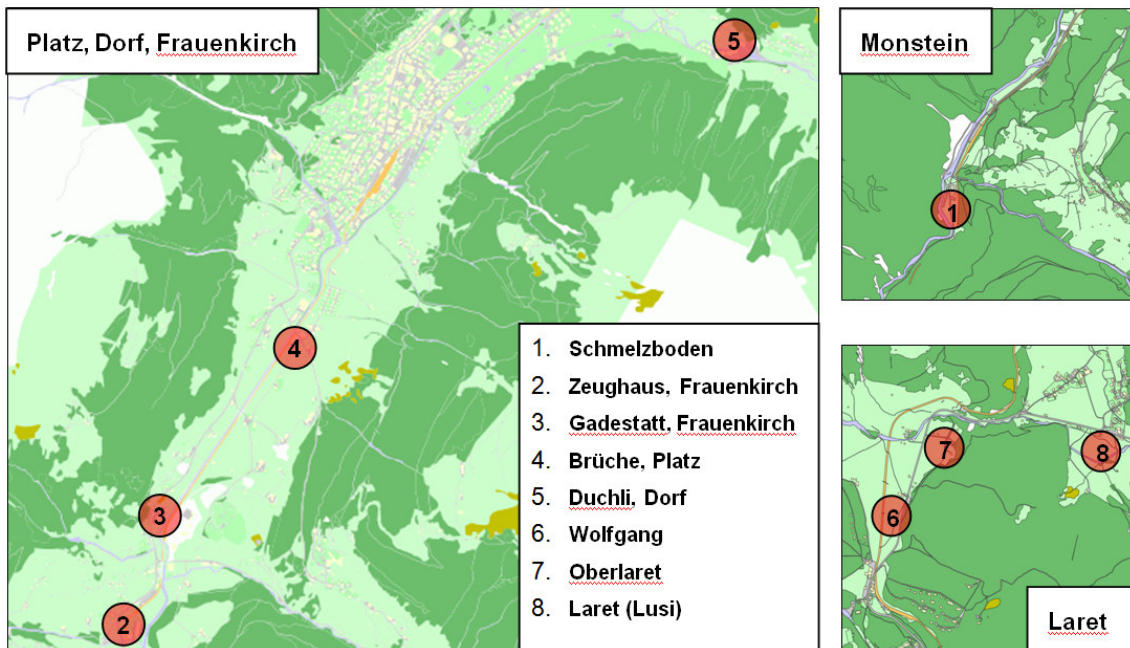 Platz, Dorf, Frauenkirch
5
4
3
2
1. Schmelzboden
2. Zeughaus, Frauenkirch
3. Gadestatt, Frauenkirch
4. Brüche, Platz
5. Duchli, Dorf
6. Wolfgang
7. Oberlaret
8. Laret (Lusi)
Monstein
1
7
8
6
Laret